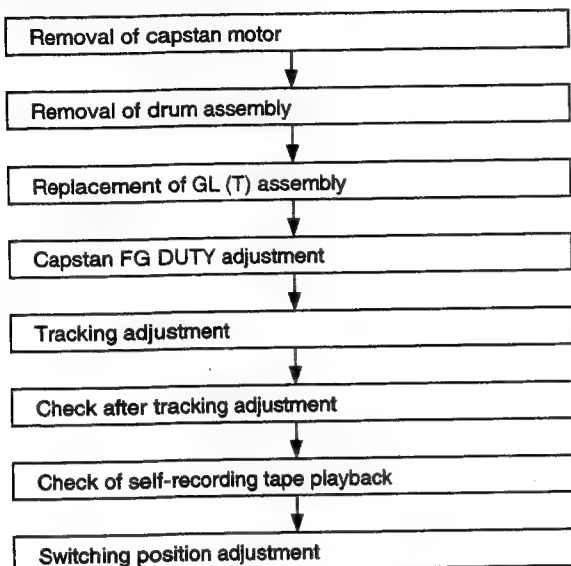 Removal of capstan motor
Removal of drum assembly
Replacement of GL (T) assembly
Capstan FG DUTY adjustment
Tracking adjustment
Check after tracking adjustment
Check of self-recording tape playback
Switching position adjustment